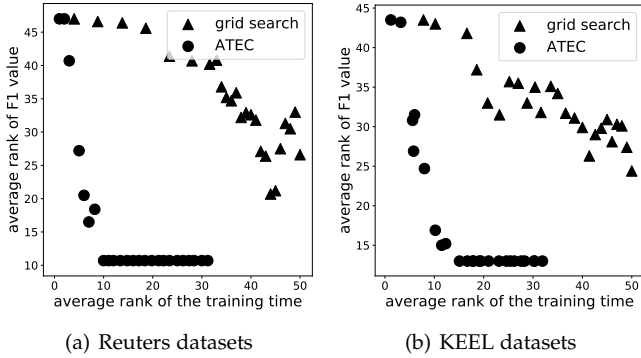 45
40
35
30
25
20
15
10
average rank of F1 value
0
10
20
30
40
50
average rank of the training time
grid search
ATEC
(a) Reuters datasets
45
40
35
30
25
20
15
average rank of F1 value
0
10
20
30
40
50
average rank of the training time
grid search
ATEC
(b) KEEL datasets